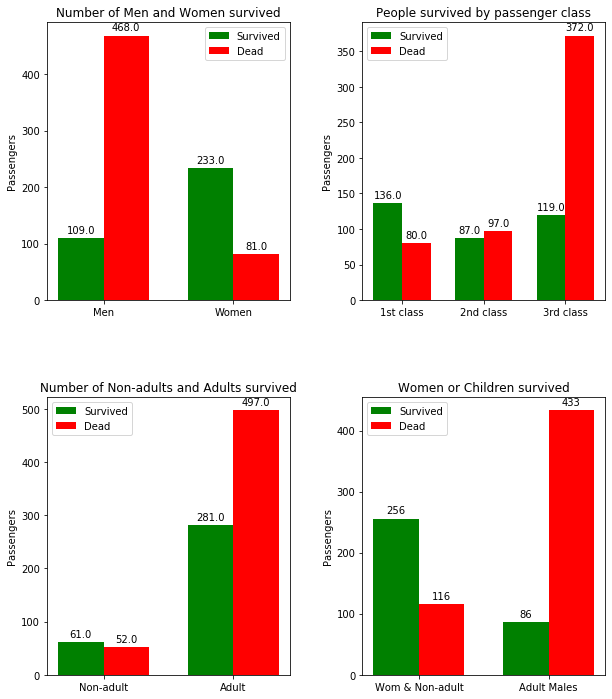 Number of Men and Women survived
Passengers
400
300
200
100
0
468.0
109.0
233.0
81.0
Survived
Dead
Men
Women
People survived by passenger class
Passengers
350
300
250
200
150
100
50
0
Survived
Dead
136.0
80.0
87.0
97.0
119.0
372.0
1st class
2nd class
3rd class
Number of Non-adults and Adults survived
Passengers
500
400
300
200
100
0
Survived
Dead
61.0
52.0
281.0
497.0
Non-adult
Adult
Women or Children survived
Passengers
400
300
200
100
0
Survived
Dead
256
116
86
433
Wom & Non-adult
Adult Males